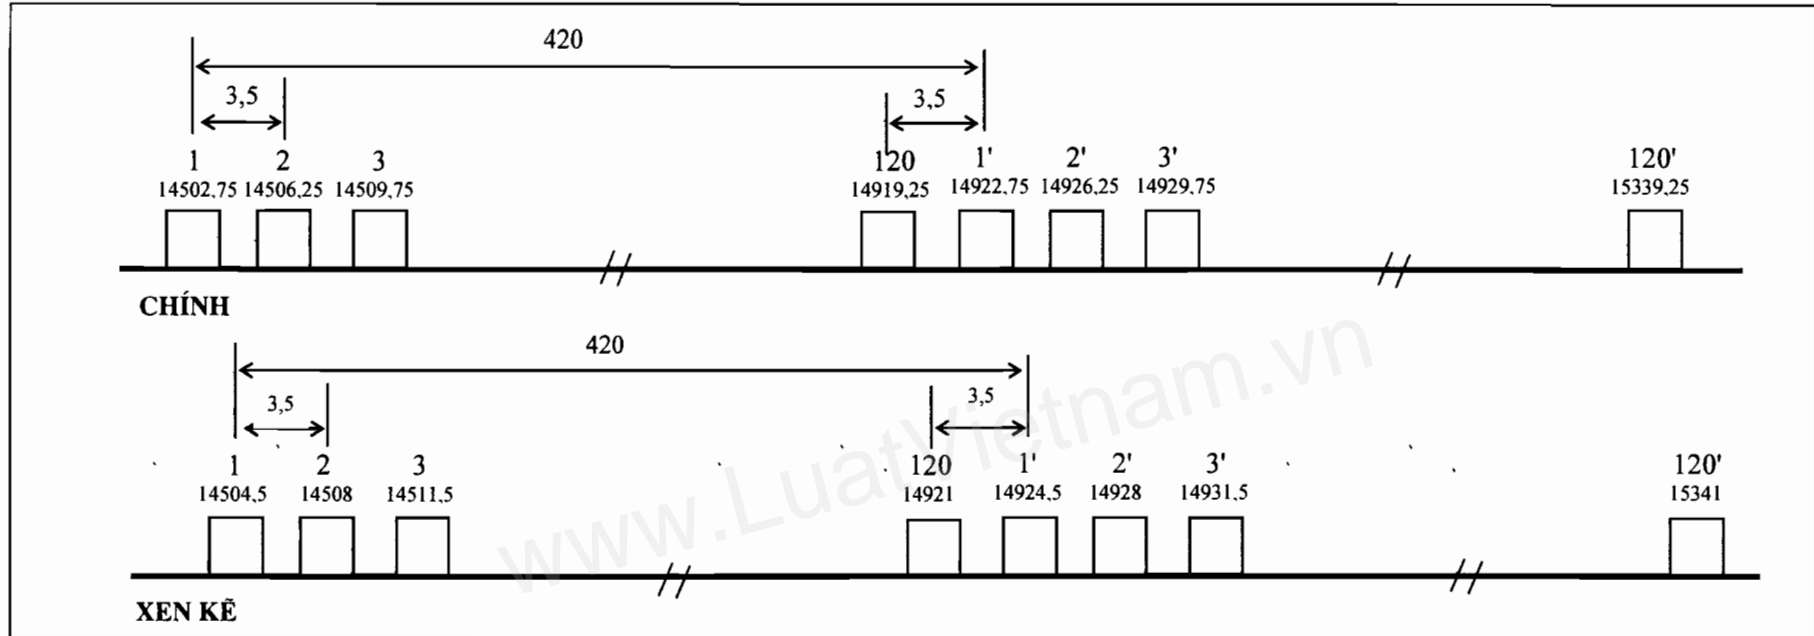 420
3,5 3,5
1 2 3 120 1' 2' 3' 120'
14502,75 14506,25 14509,75 14919,25 14922,75 14926,25 14929,75 15339,25
CHÍNH
420
3,5 3,5
1 2 3 120 1' 2' 3' 120'
14504,5 14508 14511,5 14921 14924,5 14928 14931,5 15341
XEN KẼ
www.LuatVietnam.vn